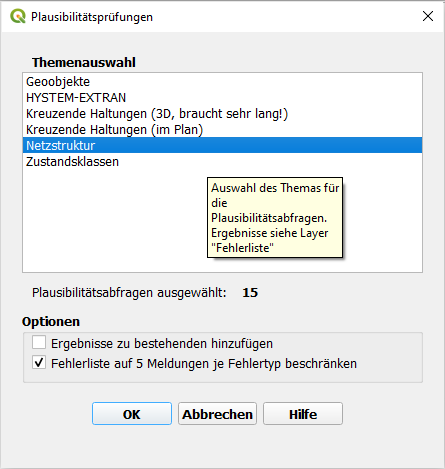 Plausibilitätsprüfungen
Themenauswahl
Geoobjekte
HYSTEM-EXTRAN
Kreuzende Haltungen (3D, braucht sehr lang!)
Kreuzende Haltungen (im Plan)
Netzstruktur
Zustandsklassen
Auswahl des Themas für
die
Plausibilitätsabfragen.
Ergebnisse siehe Layer
"Fehlerliste"
Plausibilitätsabfragen ausgewählt: 15
Optionen
Ergebnisse zu bestehenden hinzufügen
Fehlerliste auf 5 Meldungen je Fehlertyp beschränken
OK Abbrechen Hilfe